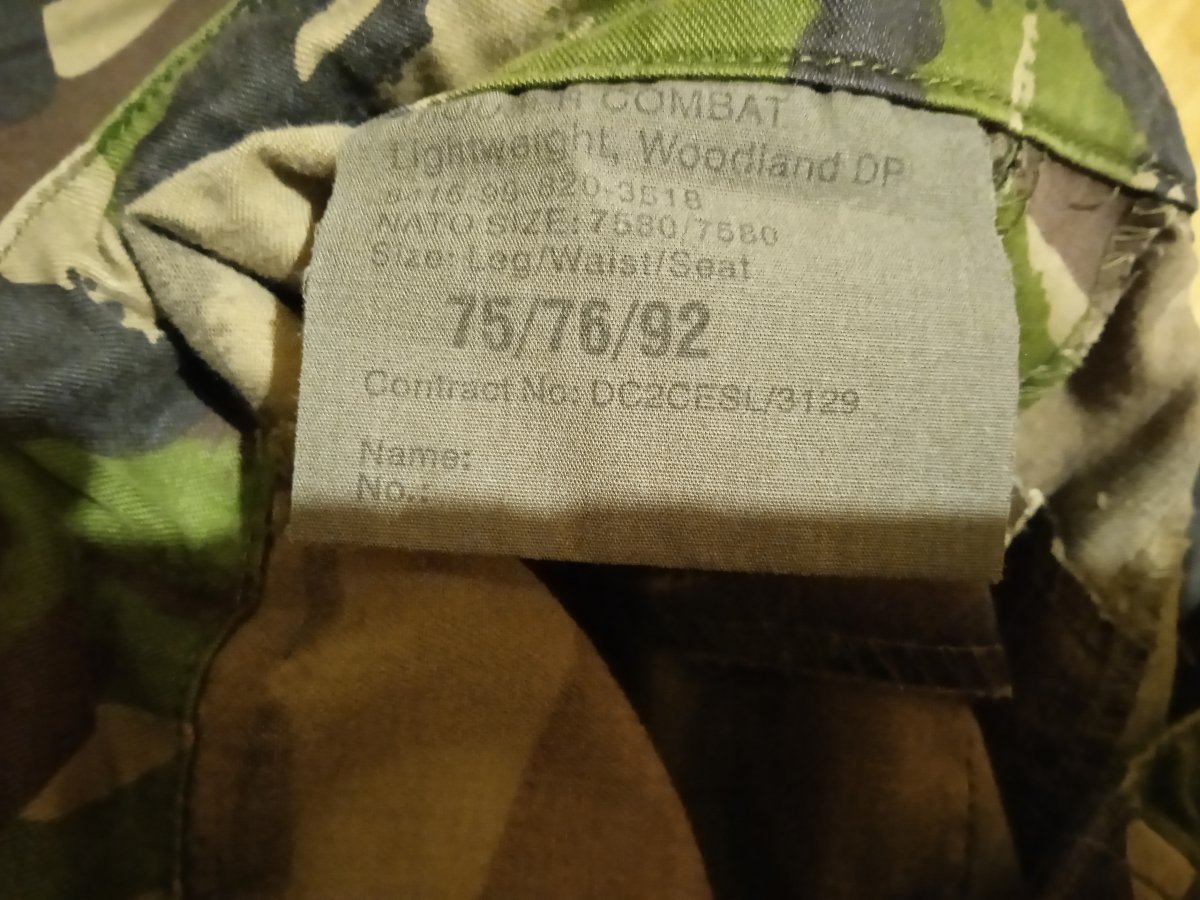 COMBAT
Lightweight, Woodland DP
NATO SIZE: 7580/7580
Size: Leg/Waist/Seat
75/76/92
Contract No: DC2CESL/3129
Name:
No.: